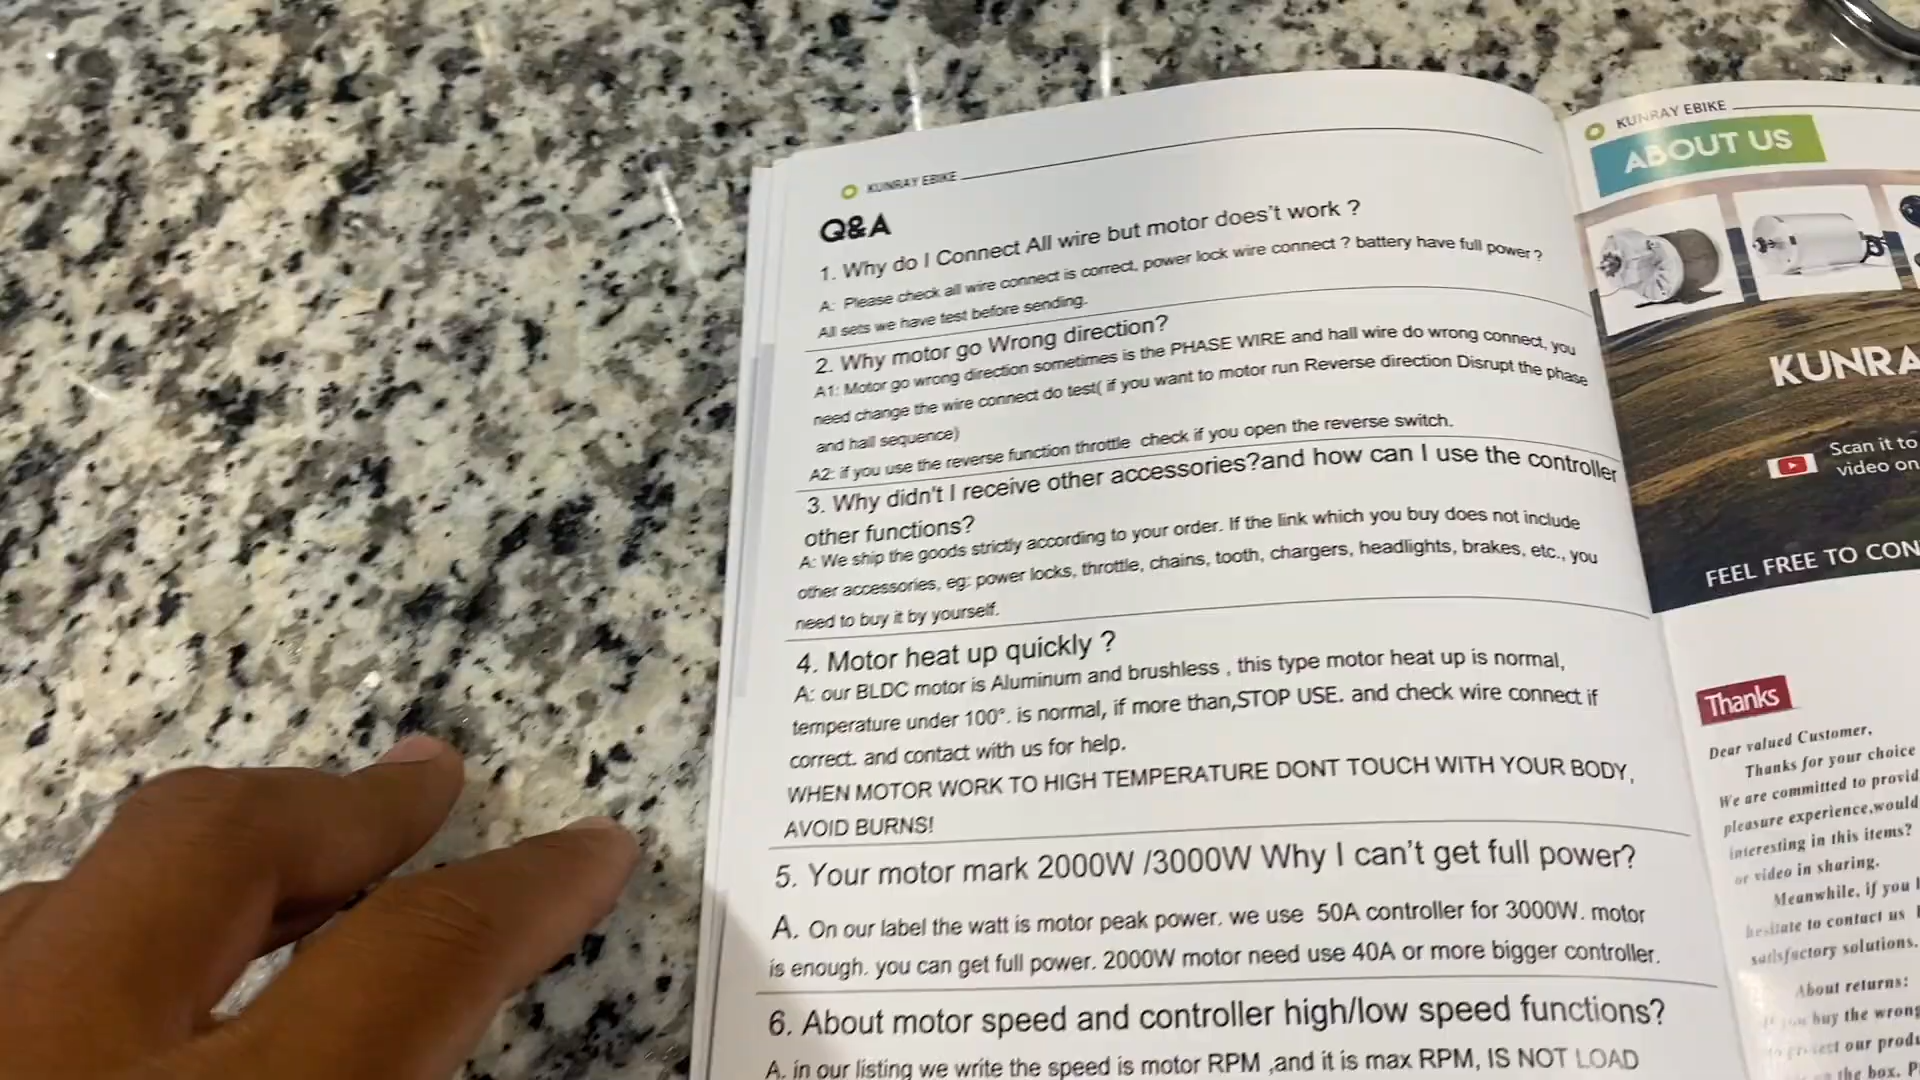 KUNRAY EBIKE
Q&A
1. Why do I Connect All wire but motor does't work ?
A: Please check all wire connect is correct, power lock wire connect ? battery have full power ?
All sets we have test before sending.
2. Why motor go Wrong direction?
A1: Motor go wrong direction sometimes is the PHASE WIRE and hall wire do wrong connect, you
need change the wire connect do test( if you want to motor run Reverse direction Disrupt the phase
and hall sequence)
A2: if you use the reverse function throttle check if you open the reverse switch.
3. Why didn't I receive other accessories?and how can I use the controller
other functions?
A: We ship the goods strictly according to your order. If the link which you buy does not include
other accessories, eg: power locks, throttle, chains, tooth, chargers, headlights, brakes, etc., you
need to buy it by yourself.
4. Motor heat up quickly ?
A: our BLDC motor is Aluminum and brushless , this type motor heat up is normal,
temperature under 100°. is normal, if more than,STOP USE. and check wire connect if
correct. and contact with us for help.
WHEN MOTOR WORK TO HIGH TEMPERATURE DONT TOUCH WITH YOUR BODY,
AVOID BURNS!
5. Your motor mark 2000W /3000W Why I can't get full power?
A. On our label the watt is motor peak power. we use 50A controller for 3000W. motor
is enough. you can get full power. 2000W motor need use 40A or more bigger controller.
6. About motor speed and controller high/low speed functions?
A. in our listing we write the speed is motor RPM ,and it is max RPM, IS NOT LOAD
KUNRAY EBIKE
ABOUT US
KUNRA
Scan it to
video on
FEEL FREE TO CON
Thanks
Dear valued Customer,
Thanks for your choice
We are committed to provid
pleasure experience,would
interesting in this items?
or video in sharing.
Meanwhile, if you
hesitate to contact us
satisfactory solutions.
About returns:
buy the wrong
our produ
the box. P